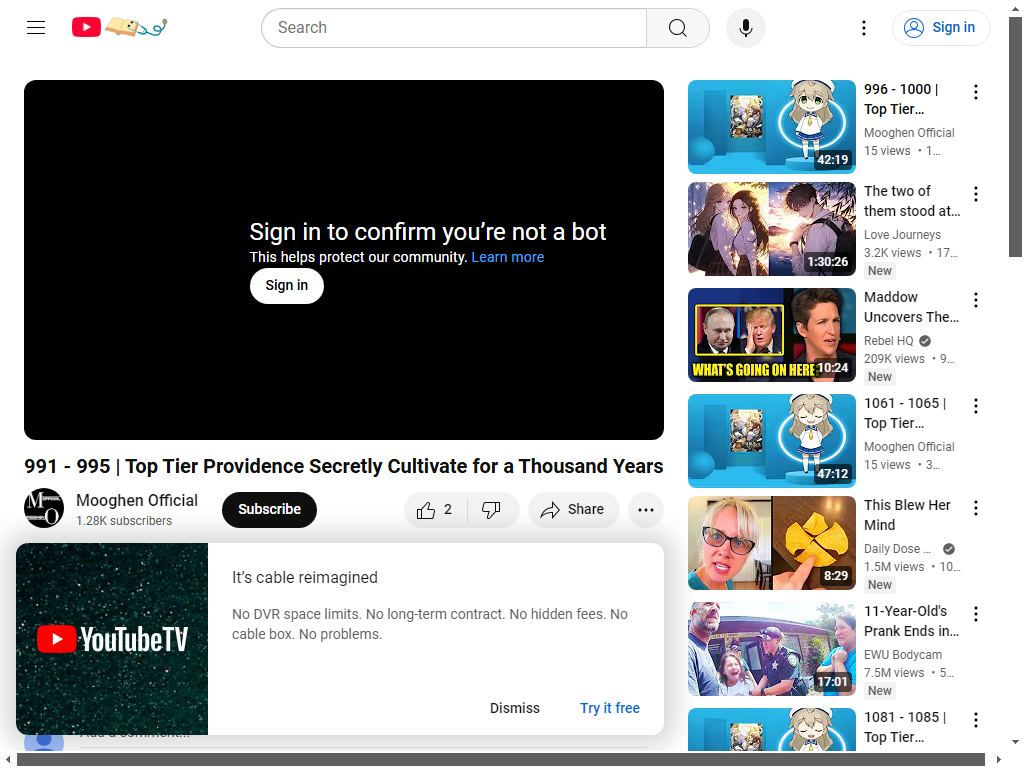 Search
Sign in
Sign in to confirm you’re not a bot
This helps protect our community. Learn more
Sign in
991 - 995 | Top Tier Providence Secretly Cultivate for a Thousand Years
Mooghen Official
1.28K subscribers
Subscribe
2
Share
It’s cable reimagined
No DVR space limits. No long-term contract. No hidden fees. No
cable box. No problems.
YouTubeTV
Dismiss
Try it free
996 - 1000 |
Top Tier…
Mooghen Official
15 views • 1…
42:19
The two of
them stood at…
Love Journeys
3.2K views • 17…
New
1:30:26
Maddow
Uncovers The…
Rebel HQ
209K views • 9…
New
WHAT'S GOING ON HERE
10:24
1061 - 1065 |
Top Tier…
Mooghen Official
15 views • 3…
47:12
This Blew Her
Mind
Daily Dose …
1.5M views • 10…
New
8:29
11-Year-Old's
Prank Ends in…
EWU Bodycam
7.5M views • 5…
New
17:01
1081 - 1085 |
Top Tier…